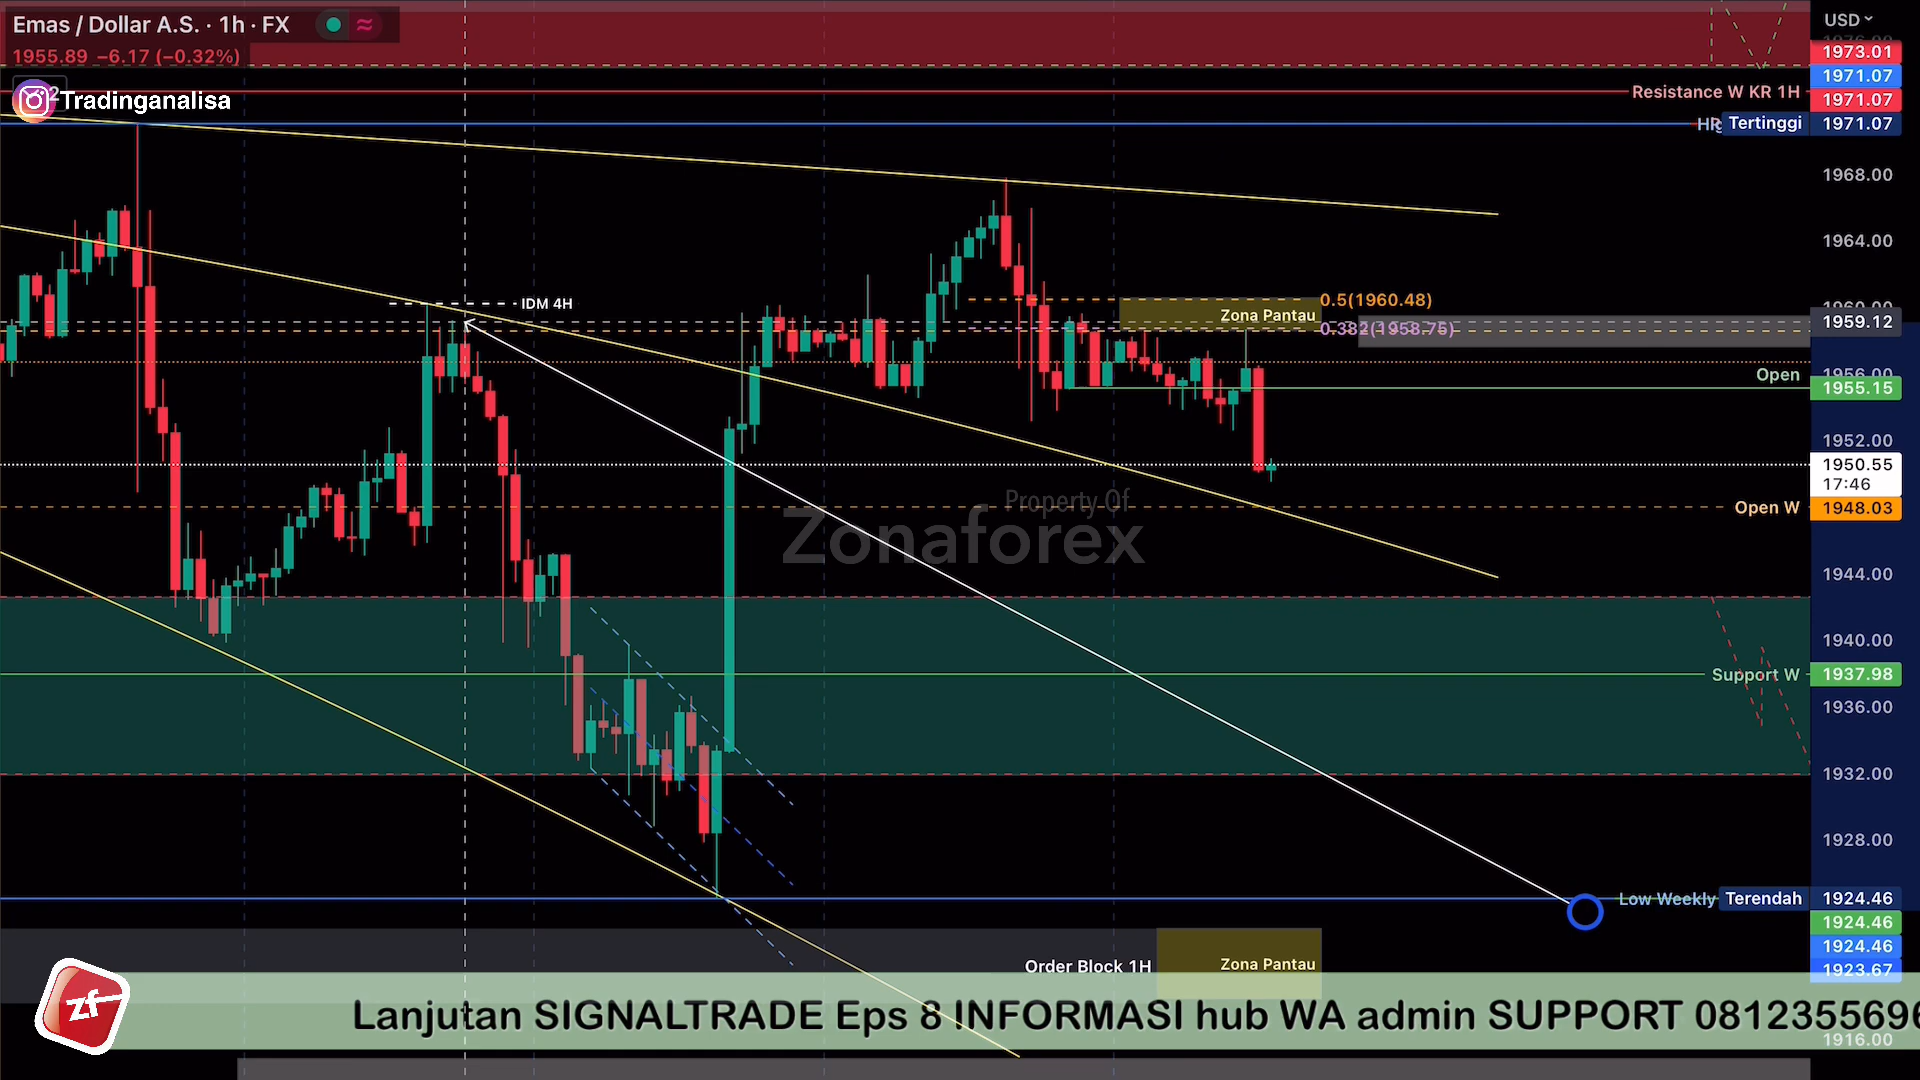 Emas / Dollar A.S. · 1h · FX
1955.89 −6.17 (−0.32%)
Tradinganalisa
USD
1973.01
1971.07
Resistance W KR 1H
1971.07
Tertinggi
1971.07
1968.00
1964.00
IDM 4H
0.5(1960.48)
Zona Pantau
1960.00
1959.12
0.382(1958.75)
Open
1956.00
1955.15
1952.00
1950.55
17:46
Property Of
Zonaforex
Open W
1948.03
1944.00
1940.00
Support W
1937.98
1936.00
1932.00
1928.00
Low Weekly
Terendah
1924.46
1924.46
1924.46
Order Block 1H
Zona Pantau
1923.67
zf
Lanjutan SIGNALTRADE Eps 8 INFORMASI hub WA admin SUPPORT 0812355696
1916.00